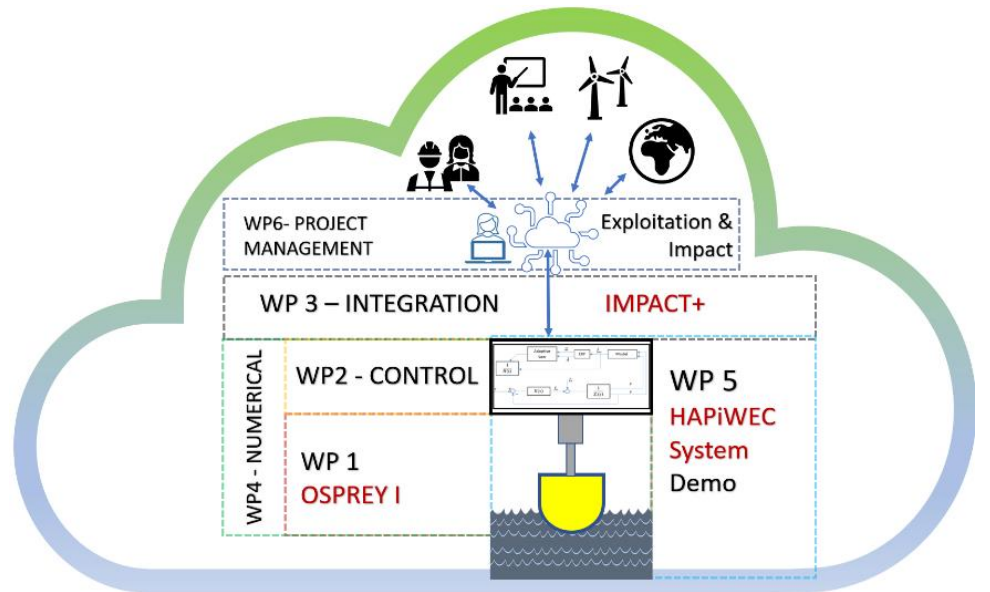 WP6- PROJECT
MANAGEMENT
Exploitation &
Impact
WP 3 – INTEGRATION
IMPACT+
WP4 - NUMERICAL
WP2 - CONTROL
WP 1
OSPREY I
WP 5
HAPiWEC
System
Demo